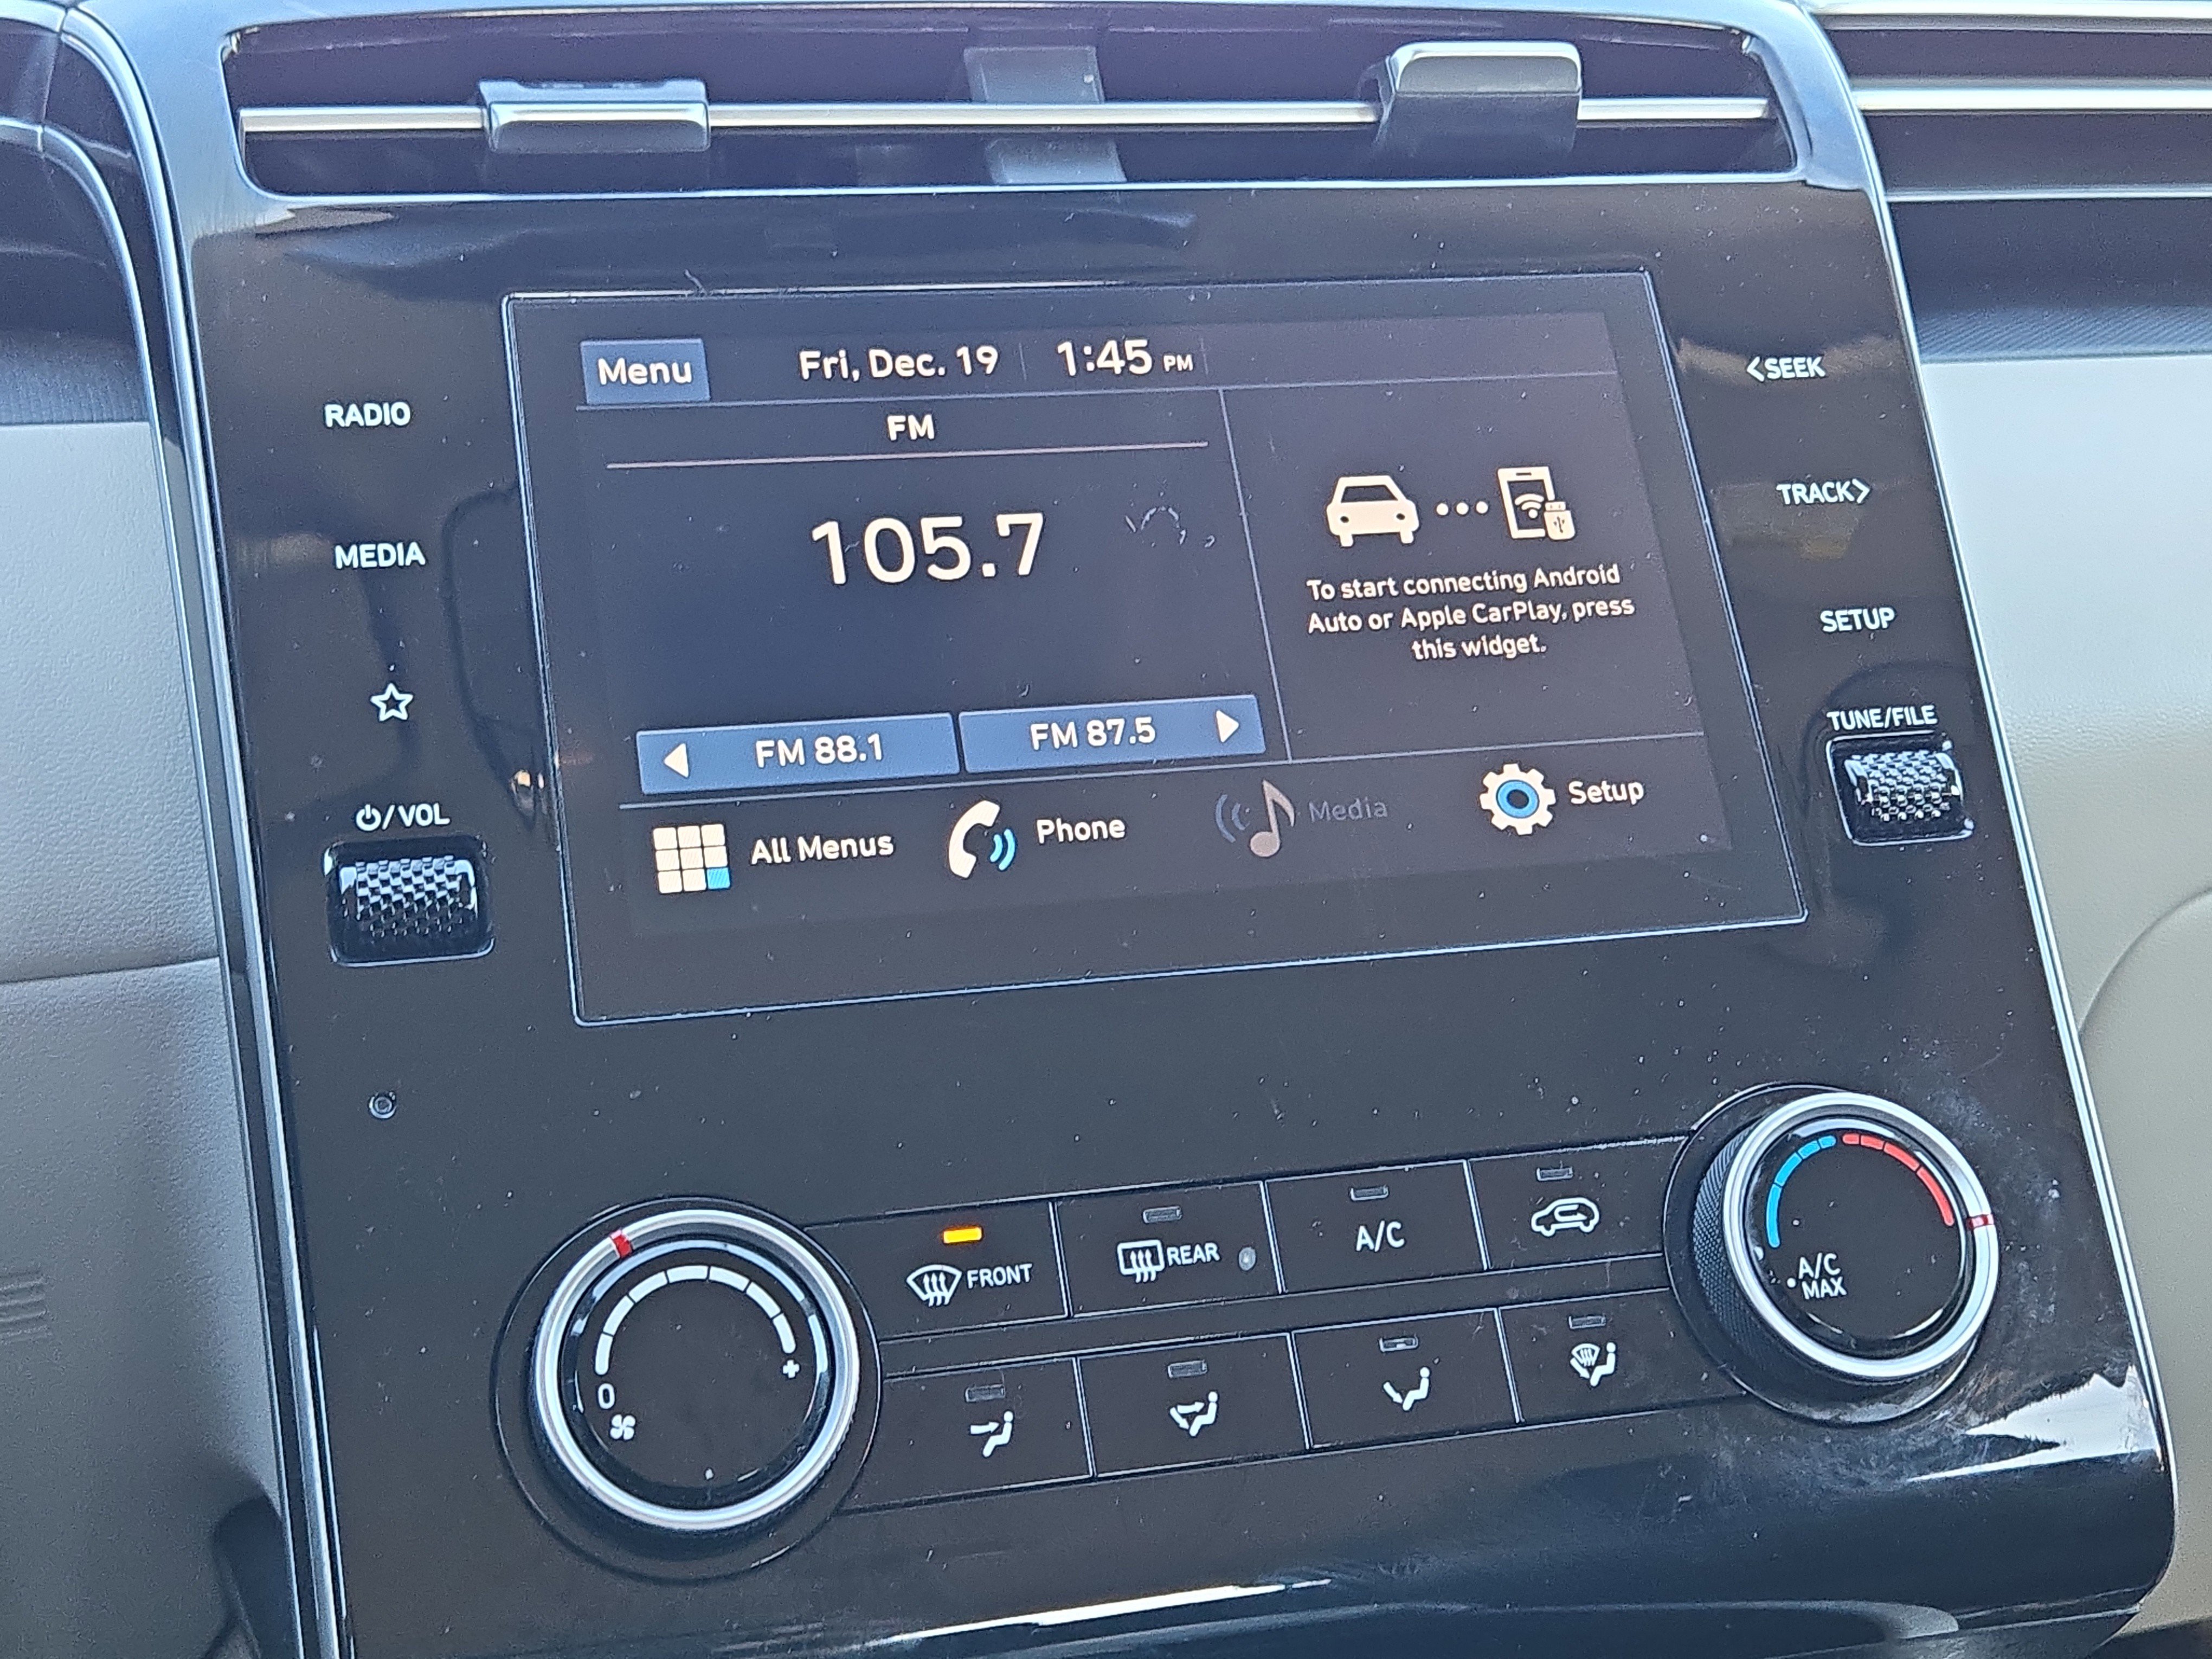 Menu
Fri, Dec. 19
1:45 PM
<SEEK
RADIO
FM
105.7
TRACK>
MEDIA
To start connecting Android
Auto or Apple CarPlay, press
this widget.
SETUP
FM 88.1
FM 87.5
TUNE/FILE
/VOL
All Menus
Phone
Media
Setup
FRONT
REAR
A/C
A/C
MAX
0
+